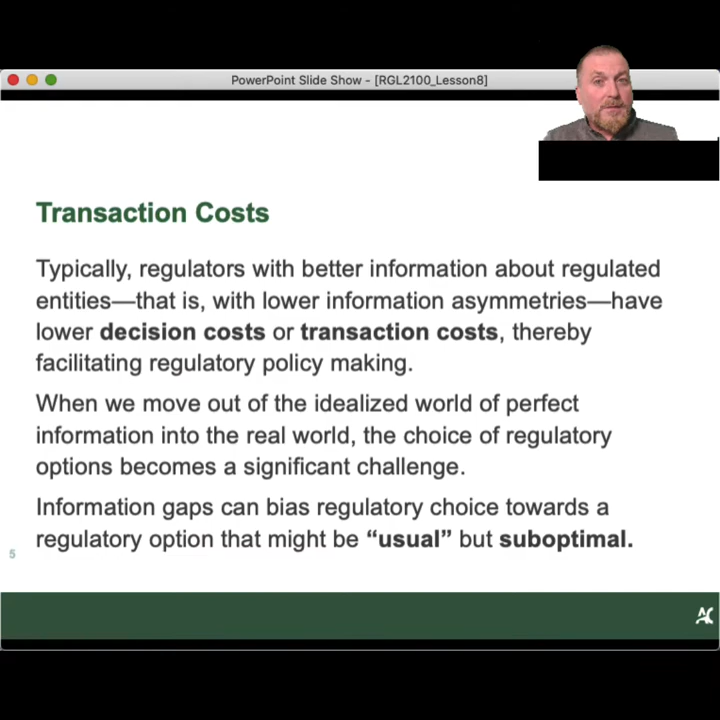 PowerPoint Slide Show - [RGL2100_Lesson8]
Transaction Costs
Typically, regulators with better information about regulated
entities—that is, with lower information asymmetries—have
lower decision costs or transaction costs, thereby
facilitating regulatory policy making.
When we move out of the idealized world of perfect
information into the real world, the choice of regulatory
options becomes a significant challenge.
Information gaps can bias regulatory choice towards a
regulatory option that might be “usual” but suboptimal.
5
AC